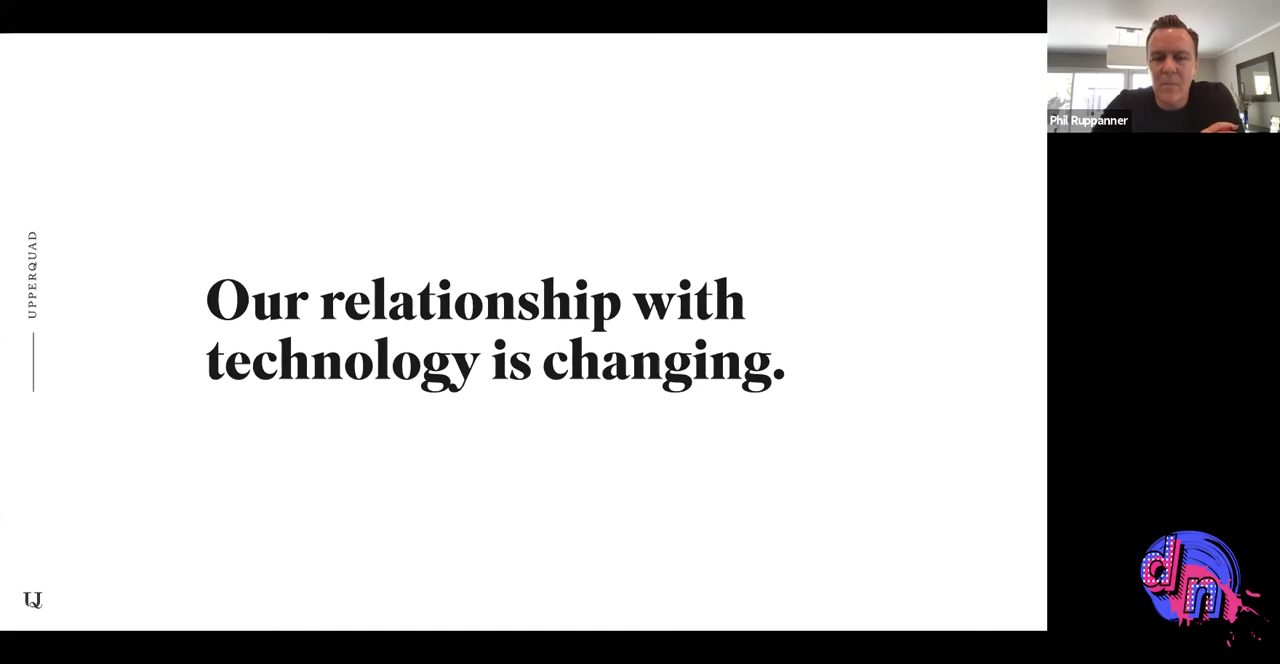 Phil Ruppanner
UPPERQUAD
Our relationship with
technology is changing.
UQ
dn